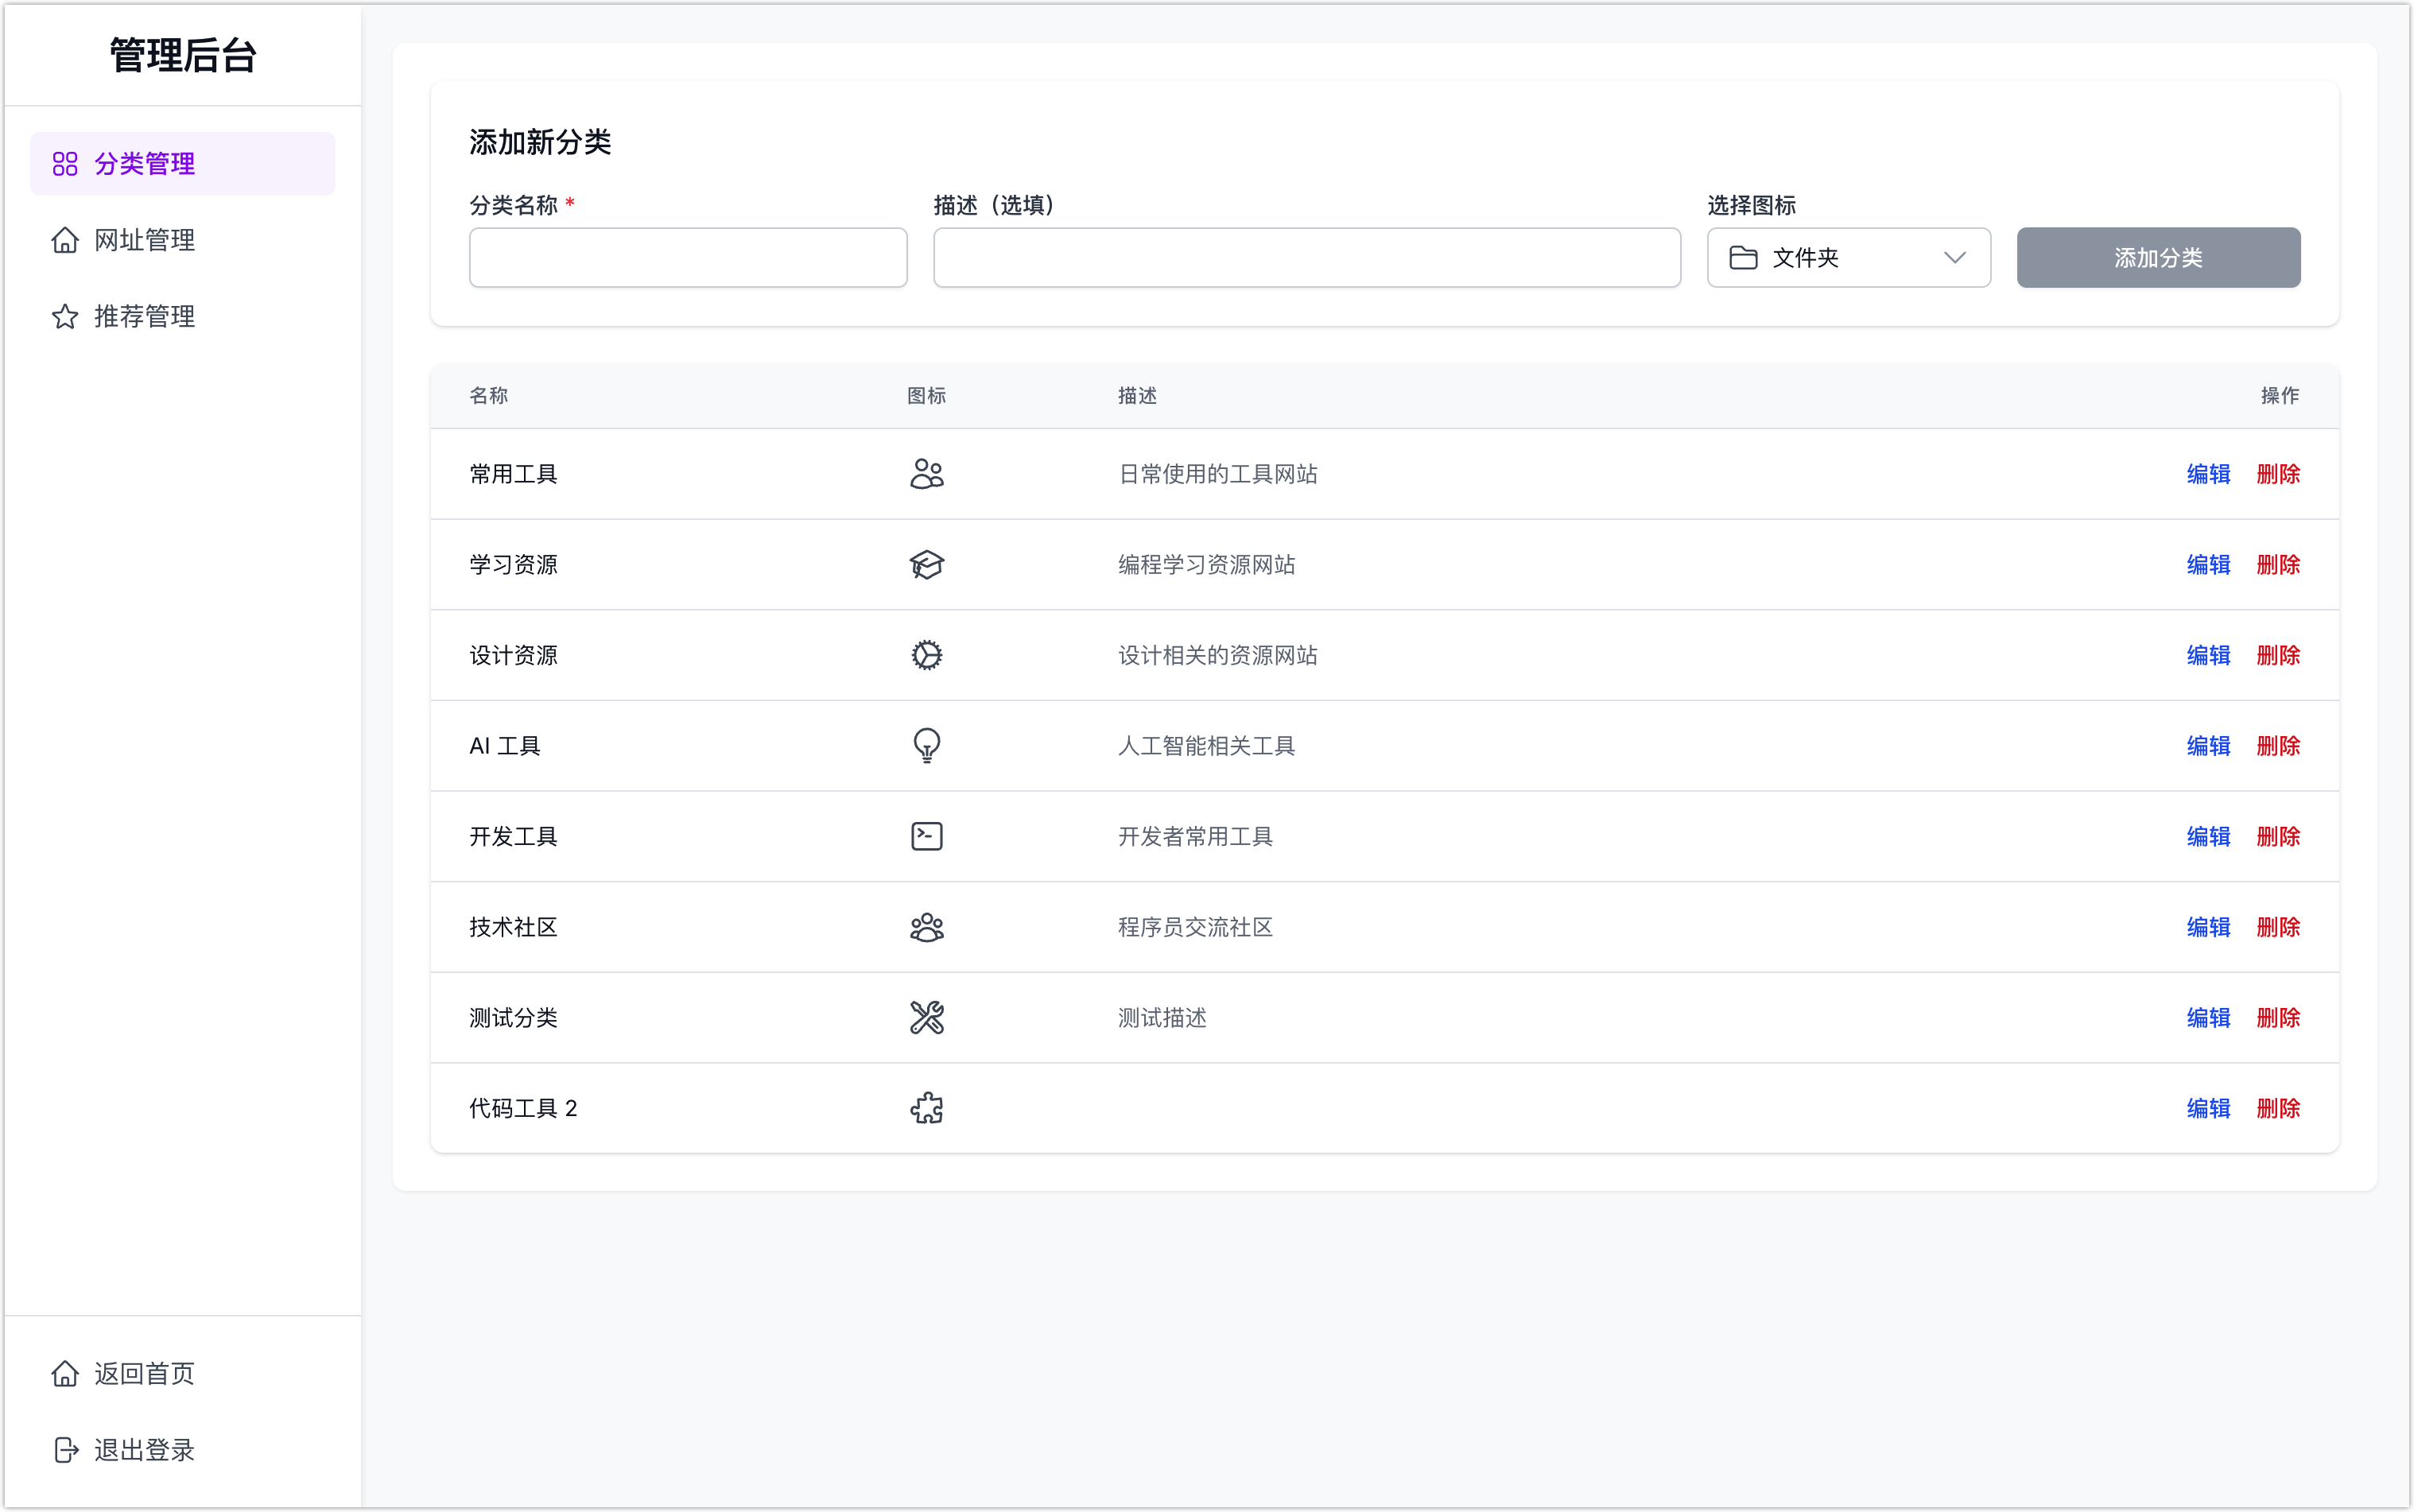 管理后台
分类管理
网址管理
推荐管理
返回首页
退出登录
添加新分类
分类名称 *
描述（选填）
选择图标
文件夹
添加分类
名称 图标 描述 操作
常用工具 日常使用的工具网站 编辑 删除
学习资源 编程学习资源网站 编辑 删除
设计资源 设计相关的资源网站 编辑 删除
AI 工具 人工智能相关工具 编辑 删除
开发工具 开发者常用工具 编辑 删除
技术社区 程序员交流社区 编辑 删除
测试分类 测试描述 编辑 删除
代码工具 2 编辑 删除